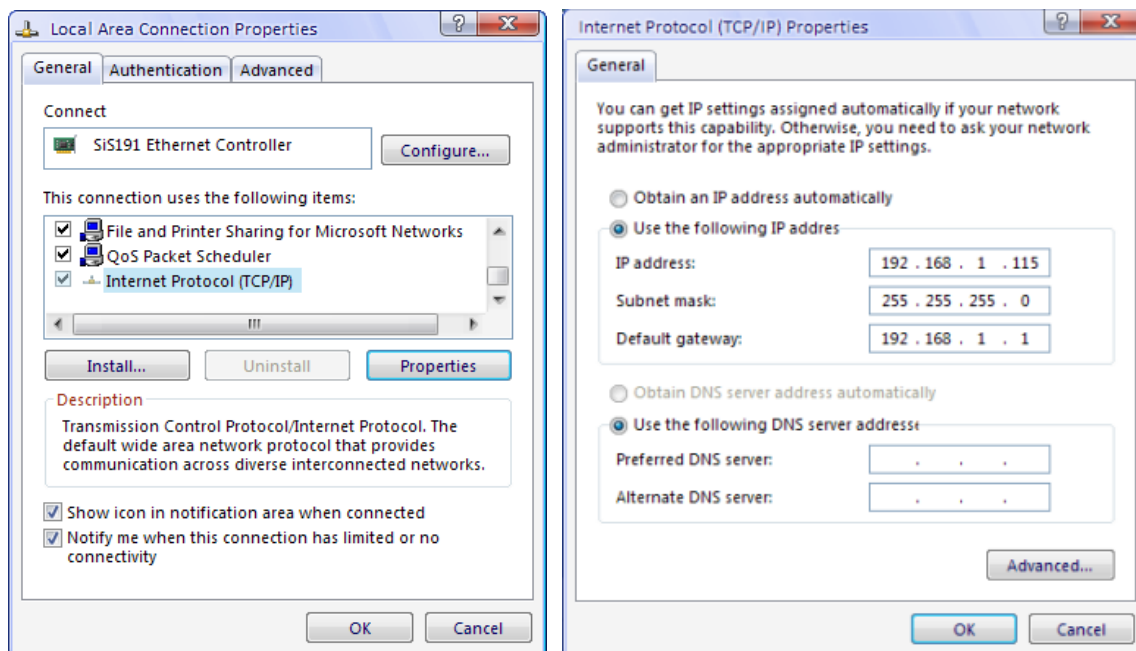 Local Area Connection Properties
General
Authentication
Advanced
Connect
SiS191 Ethernet Controller
Configure...
This connection uses the following items:
File and Printer Sharing for Microsoft Networks
QoS Packet Scheduler
Internet Protocol (TCP/IP)
Install...
Uninstall
Properties
Description
Transmission Control Protocol/Internet Protocol. The
default wide area network protocol that provides
communication across diverse interconnected networks.
Show icon in notification area when connected
Notify me when this connection has limited or no
connectivity
OK
Cancel
Internet Protocol (TCP/IP) Properties
General
You can get IP settings assigned automatically if your network
supports this capability. Otherwise, you need to ask your network
administrator for the appropriate IP settings.
Obtain an IP address automatically
Use the following IP addres
IP address: 192 . 168 . 1 . 115
Subnet mask: 255 . 255 . 255 . 0
Default gateway: 192 . 168 . 1 . 1
Obtain DNS server address automatically
Use the following DNS server addresse
Preferred DNS server: . . .
Alternate DNS server: . . .
Advanced...
OK
Cancel